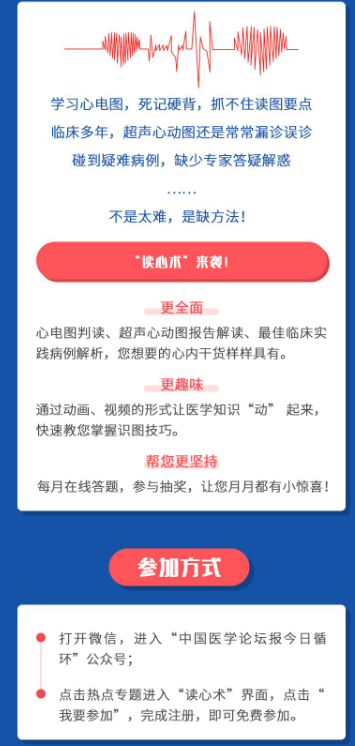 学习心电图，死记硬背，抓不住读图要点
临床多年，超声心动图还是常常漏诊误诊
碰到疑难病例，缺少专家答疑解惑
……
不是太难，是缺方法！
“读心术”来袭！
更全面
心电图判读、超声心动图报告解读、最佳临床实
践病例解析，您想要的心内干货样样具有。
更趣味
通过动画、视频的形式让医学知识“动” 起来，
快速教您掌握识图技巧。
帮您更坚持
每月在线答题，参与抽奖，让您月月都有小惊喜！
参加方式
打开微信，进入“中国医学论坛报今日循
环”公众号；
点击热点专题进入“读心术”界面，点击“
我要参加”，完成注册，即可免费参加。